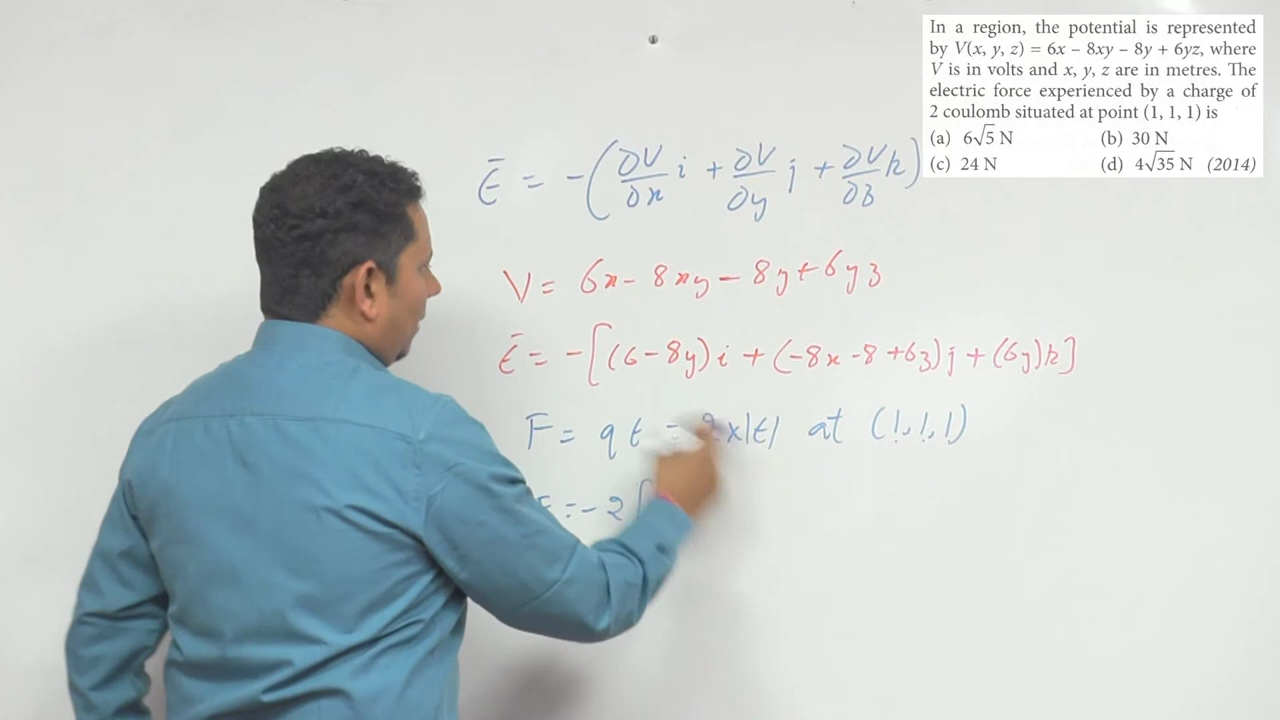 In a region, the potential is represented
by V(x, y, z) = 6x – 8xy – 8y + 6yz, where
V is in volts and x, y, z are in metres. The
electric force experienced by a charge of
2 coulomb situated at point (1, 1, 1) is
(a) 6√5 N (b) 30 N
(c) 24 N (d) 4√35 N (2014)
Ē = -(∂V/∂x i + ∂V/∂y j + ∂V/∂z k)
V = 6x - 8xy - 8y + 6yz
Ē = -[(6-8y)i + (-8x-8+6z)j + (6y)k]
F = qE = 2x|E| at (1,1,1)
= -2[